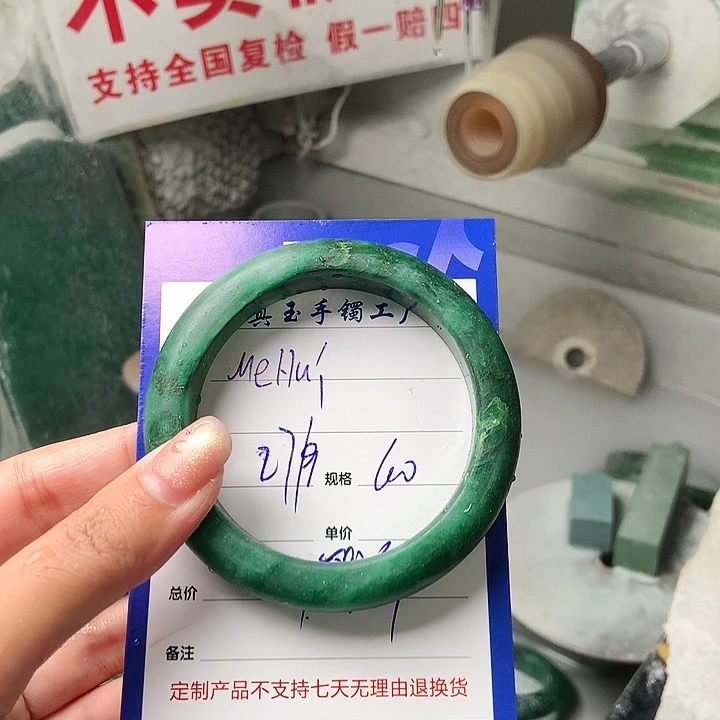 支持全国复检 假一赔四
玉手镯工厂
MeHui
规格 60
单价
总价
备注
定制产品不支持七天无理由退换货